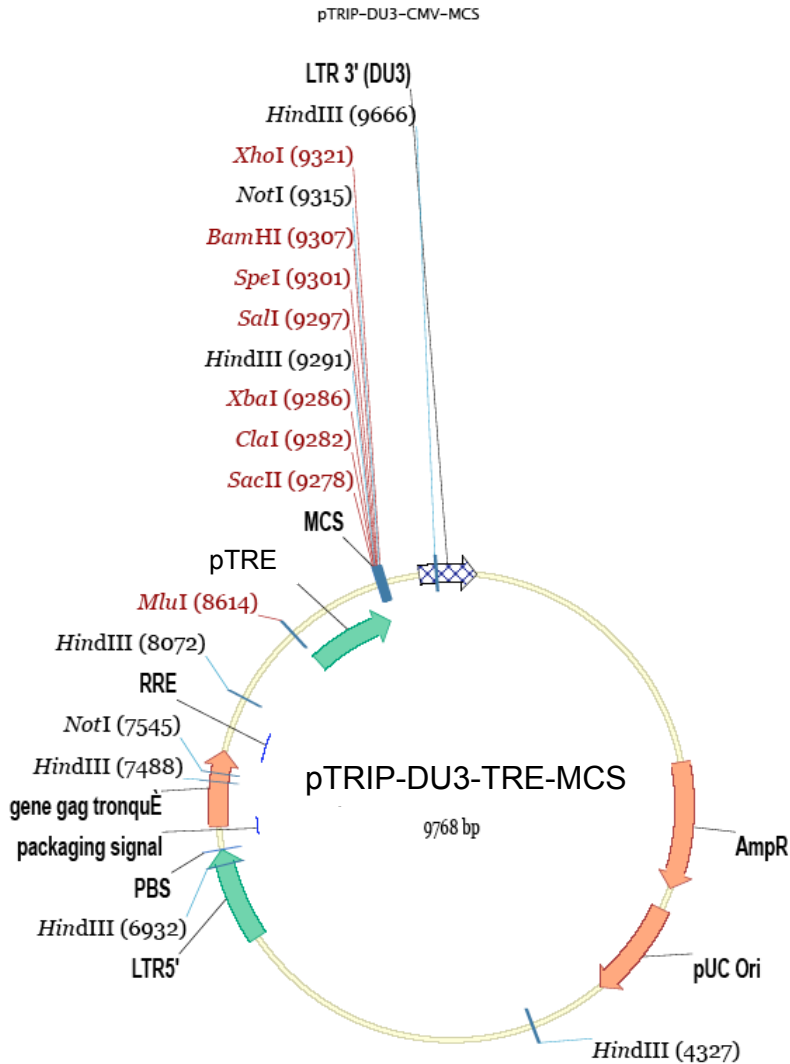 pTRIP-DU3-CMV-MCS
LTR 3' (DU3)
HindIII (9666)
XhoI (9321)
NotI (9315)
BamHI (9307)
SpeI (9301)
SalI (9297)
HindIII (9291)
XbaI (9286)
ClaI (9282)
SacII (9278)
MCS
pTRE
MluI (8614)
HindIII (8072)
RRE
NotI (7545)
HindIII (7488)
gene gag tronquÈ
packaging signal
PBS
HindIII (6932)
LTR5'
pTRIP-DU3-TRE-MCS
9768 bp
AmpR
pUC Ori
HindIII (4327)